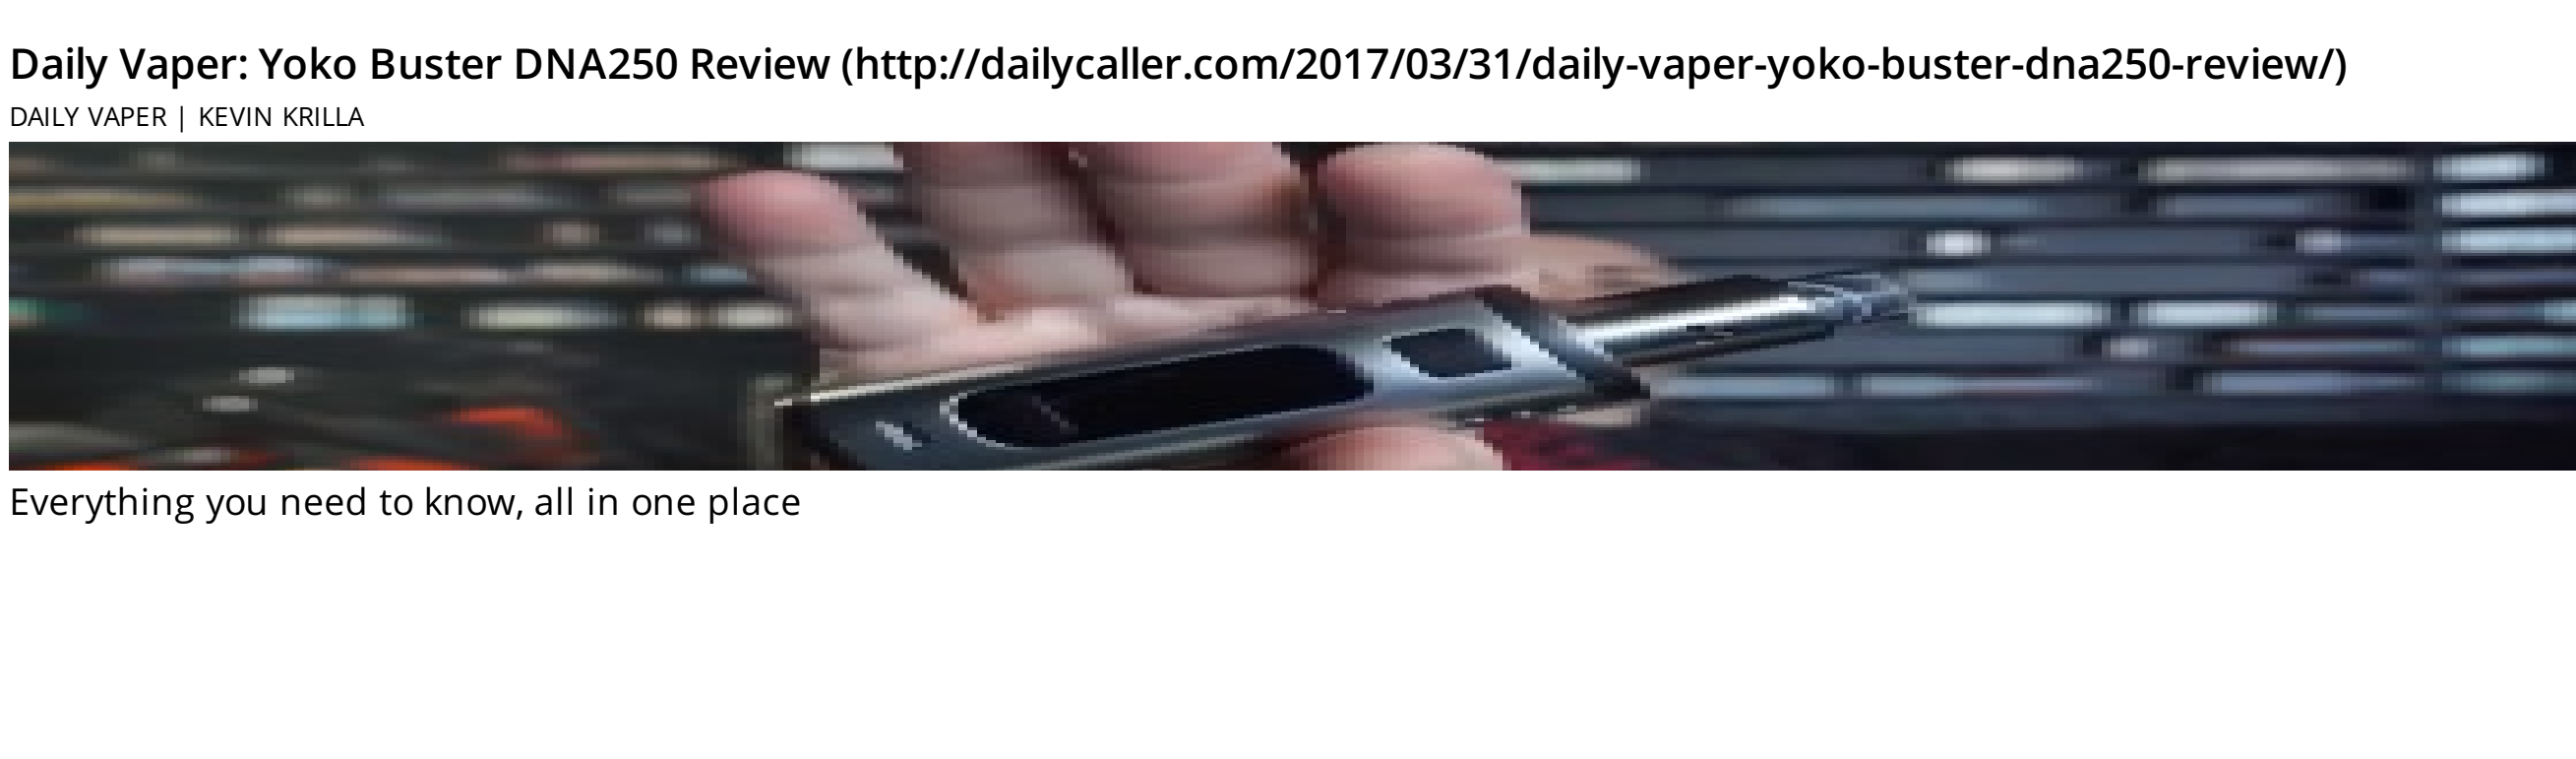 Daily Vaper: Yoko Buster DNA250 Review (http://dailycaller.com/2017/03/31/daily-vaper-yoko-buster-dna250-review/)
DAILY VAPER | KEVIN KRILLA
Everything you need to know, all in one place